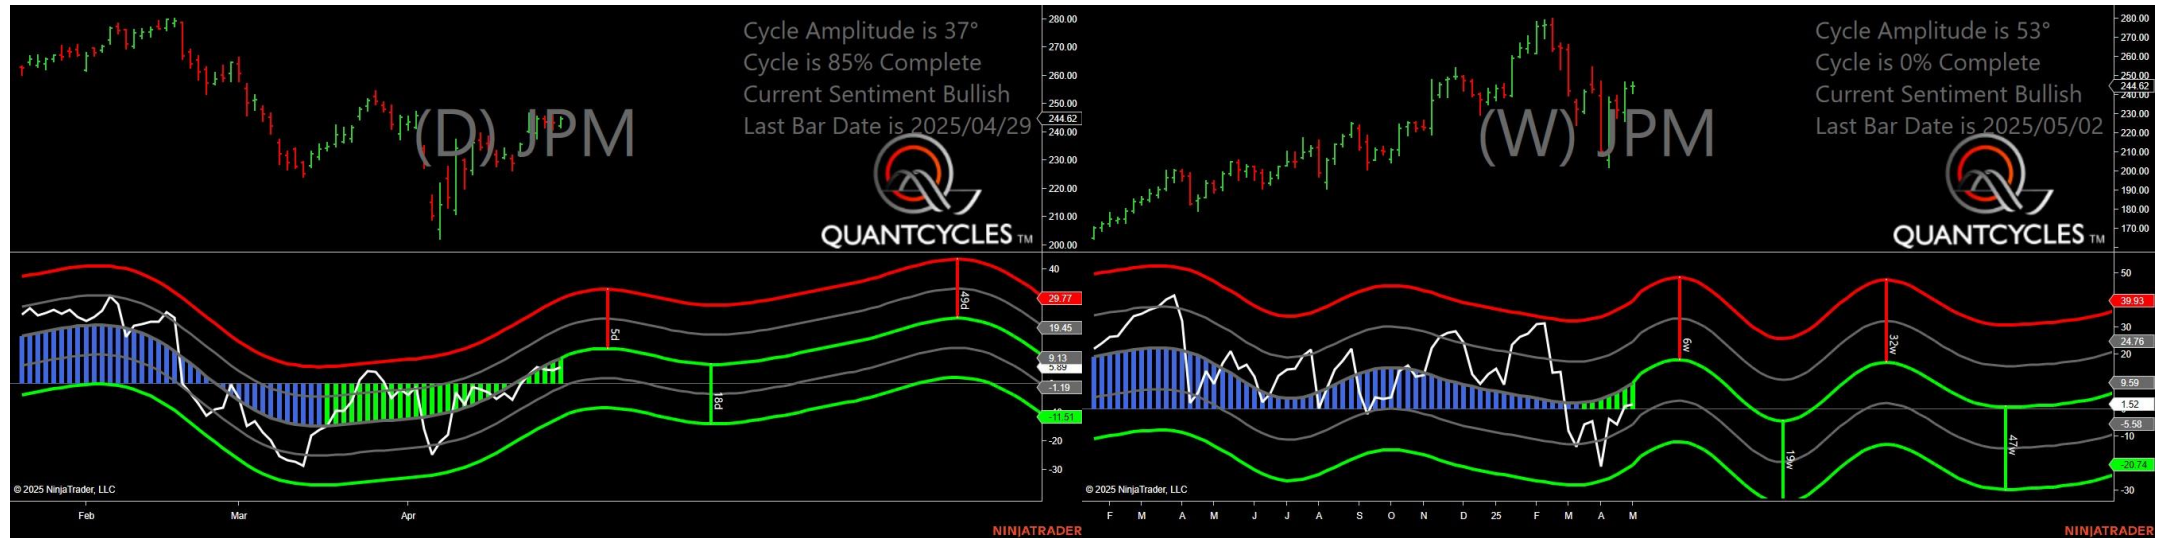 Cycle Amplitude is 37°
Cycle is 85% Complete
Current Sentiment Bullish
Last Bar Date is 2025/04/29
(D) JPM
QUANTCYCLES TM
280.00
270.00
260.00
250.00
244.62
240.00
230.00
220.00
210.00
200.00
40
29.77
19.45
9.13
5.89
-1.19
-11.51
-20
-30
5d
18d
49d
© 2025 NinjaTrader, LLC
Feb
Mar
Apr
NINJATRADER
Cycle Amplitude is 53°
Cycle is 0% Complete
Current Sentiment Bullish
Last Bar Date is 2025/05/02
(W) JPM
QUANTCYCLES TM
280.00
270.00
260.00
250.00
244.62
240.00
230.00
220.00
210.00
200.00
190.00
180.00
170.00
50
39.93
30
24.76
20
9.59
1.52
-5.58
-10
-20.74
-30
6w
19w
32w
47w
© 2025 NinjaTrader, LLC
F
M
A
M
J
J
A
S
O
N
D
25
F
M
A
M
NINJATRADER